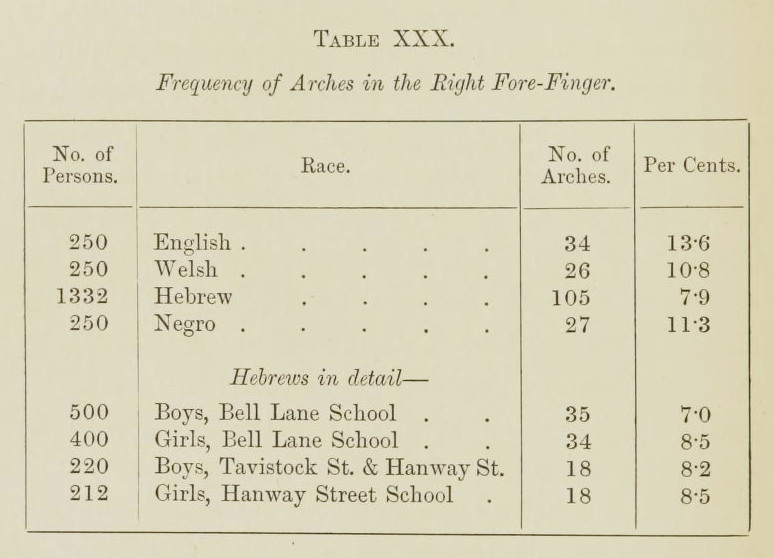 TABLE XXX.
Frequency of Arches in the Right Fore-Finger.
No. of Persons. Race. No. of Arches. Per Cents.
250 English . . . . . 34 13·6
250 Welsh . . . . . 26 10·8
1332 Hebrew . . . . 105 7·9
250 Negro . . . . . 27 11·3
Hebrews in detail—
500 Boys, Bell Lane School . . 35 7·0
400 Girls, Bell Lane School . . 34 8·5
220 Boys, Tavistock St. & Hanway St. 18 8·2
212 Girls, Hanway Street School . 18 8·5